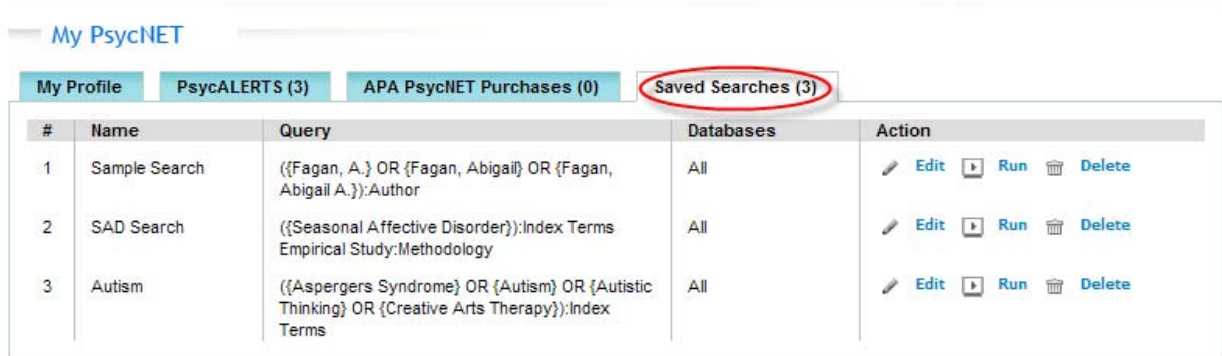 My PsycNET
My Profile PsycALERTS (3) APA PsycNET Purchases (0) Saved Searches (3)
# Name Query Databases Action
1 Sample Search ({Fagan, A.} OR {Fagan, Abigail} OR {Fagan, All Edit Run Delete
Abigail A.}):Author
2 SAD Search ({Seasonal Affective Disorder}):Index Terms All Edit Run Delete
Empirical Study:Methodology
3 Autism ({Aspergers Syndrome} OR {Autism} OR {Autistic All Edit Run Delete
Thinking} OR {Creative Arts Therapy}):Index
Terms